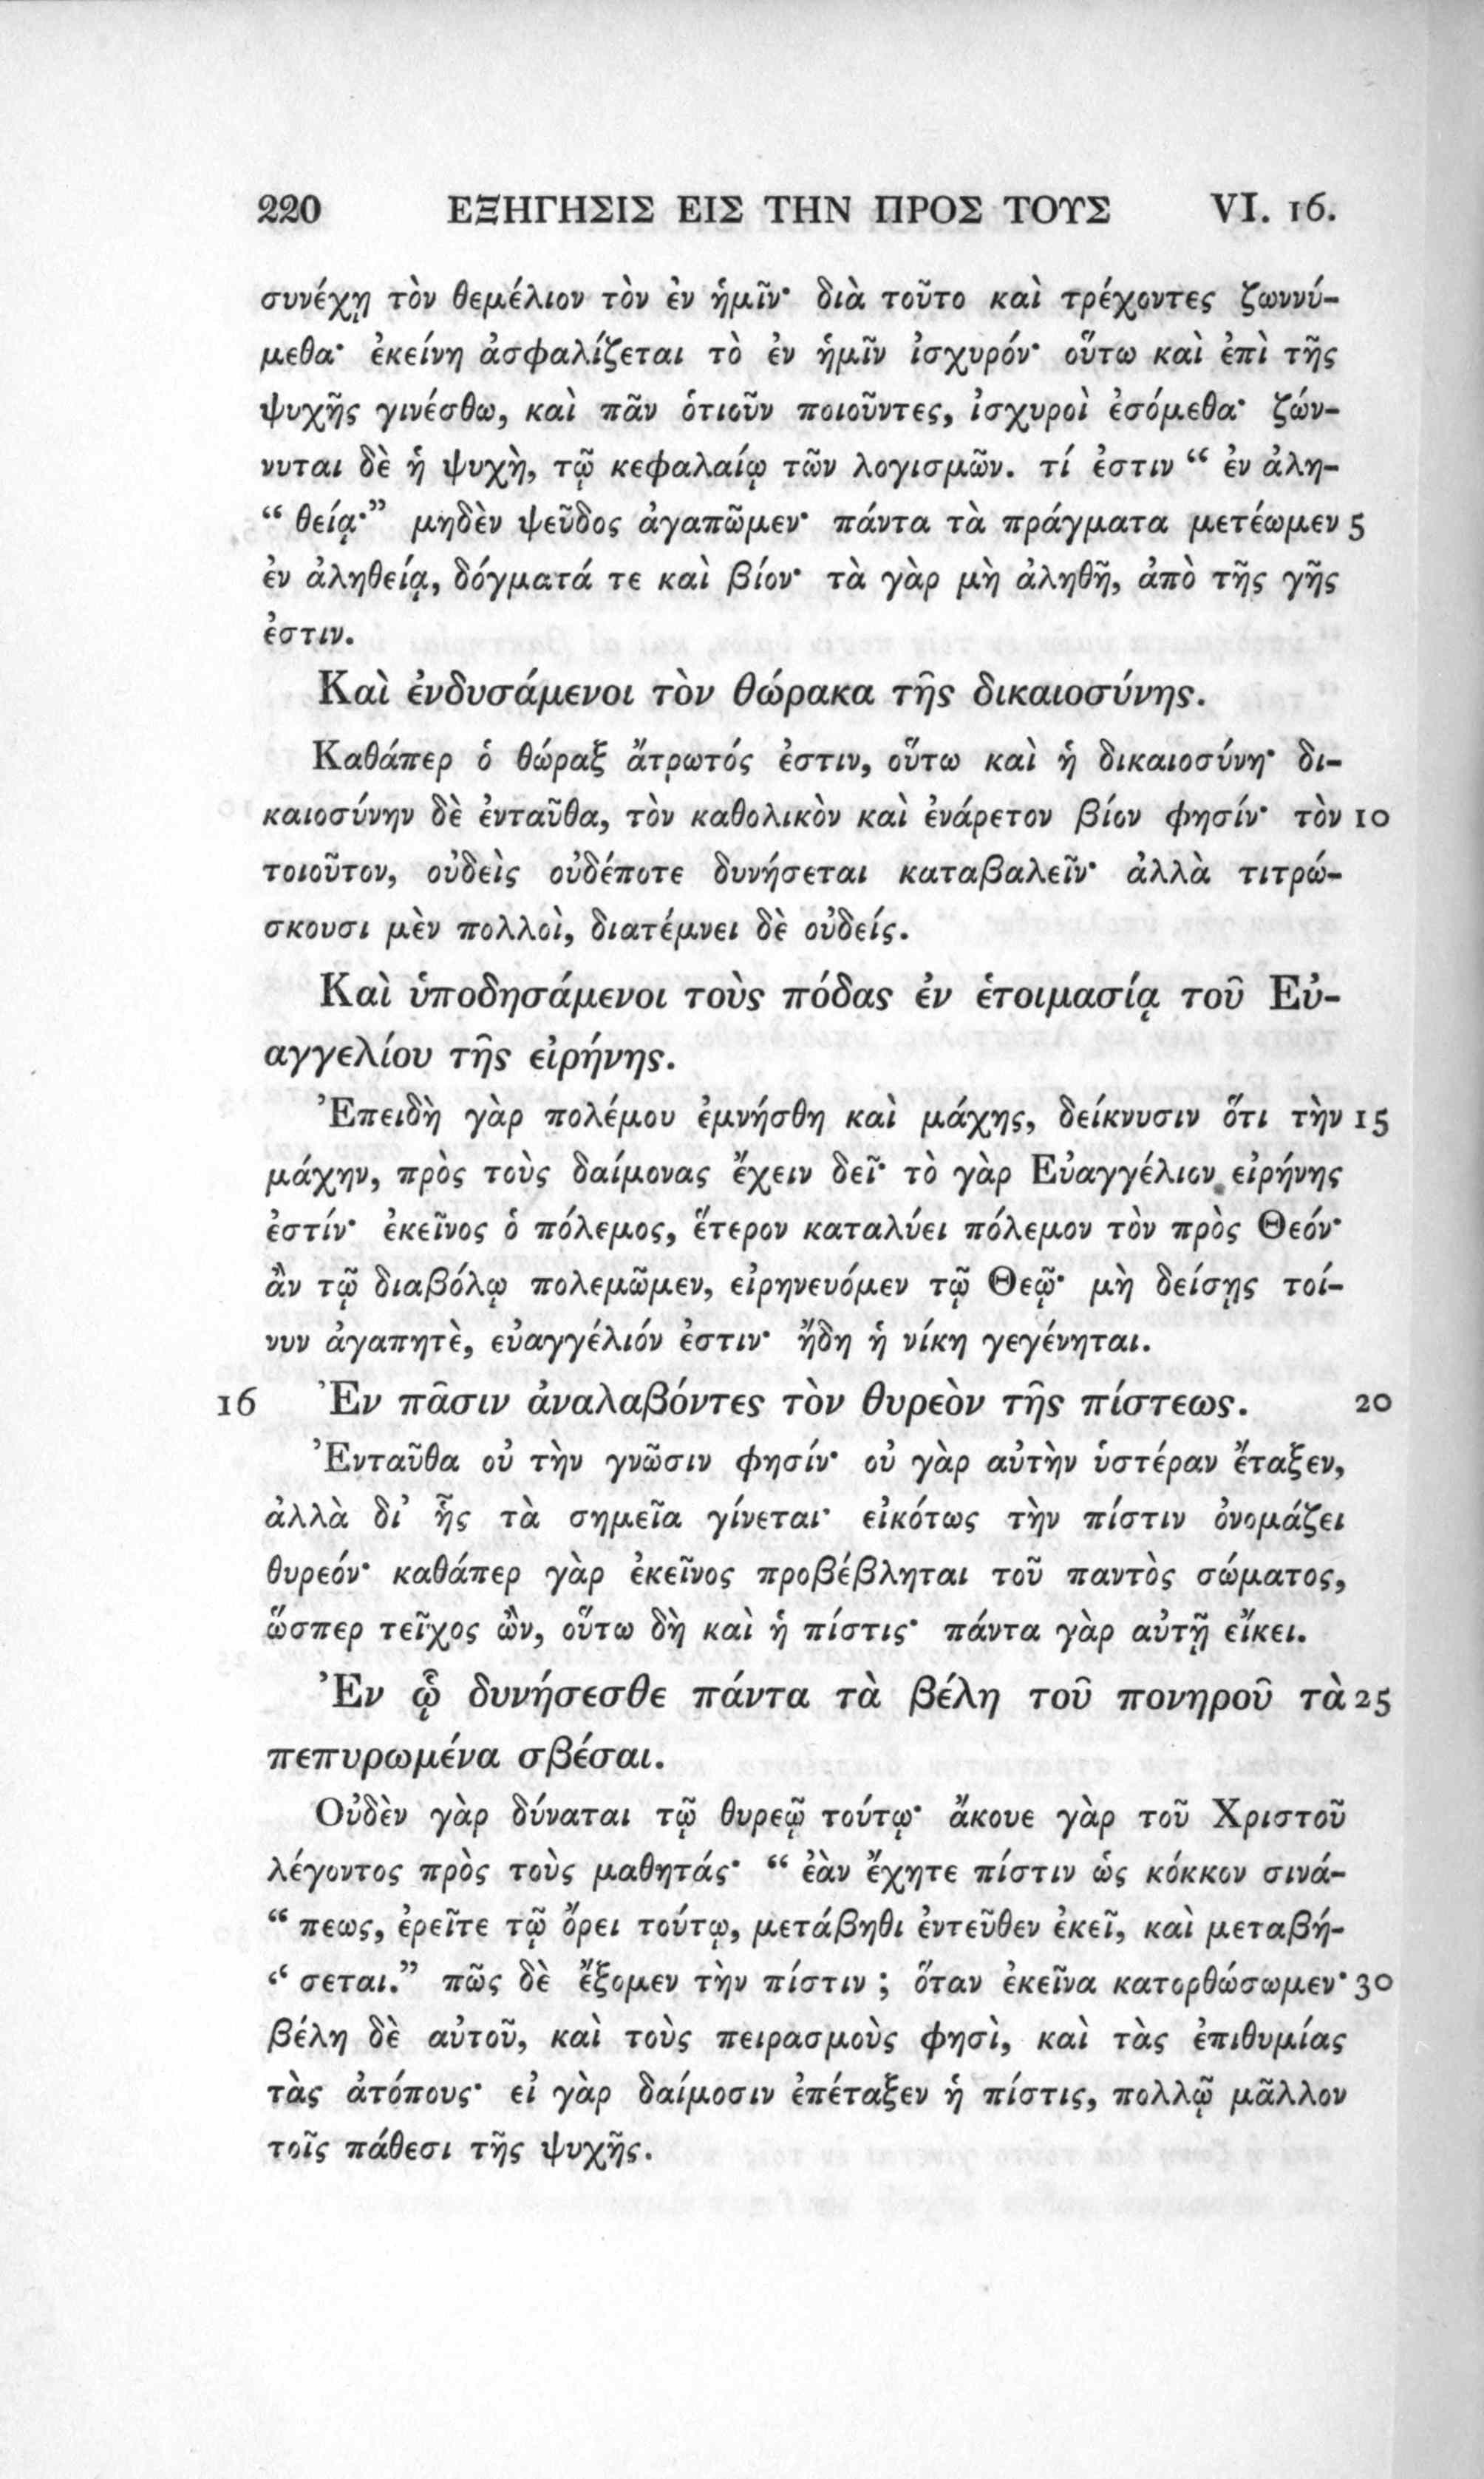 220 ΕΞΗΓΗΣΙΣ ΕΙΣ ΤΗΝ ΠΡΟΣ ΤΟΥΣ VI. 16.
συνέχῃ τὸν θεμέλιον τὸν ἐν ἡμῖν· διὰ τοῦτο καὶ τρέχοντες ζωννύ-
μεθα· ἐκείνη ἀσφαλίζεται τὸ ἐν ἡμῖν ἰσχυρόν· οὕτω καὶ ἐπὶ τῆς
ψυχῆς γινέσθω, καὶ πᾶν ὁτιοῦν ποιοῦντες, ἰσχυροὶ ἐσόμεθα· ζών-
νυται δὲ ἡ ψυχὴ, τῷ κεφαλαίῳ τῶν λογισμῶν. τί ἐστιν “ ἐν ἀλη-
“ θείᾳ·” μηδὲν ψεῦδος ἀγαπῶμεν· πάντα τὰ πράγματα μετέωμεν 5
ἐν ἀληθείᾳ, δόγματά τε καὶ βίον· τὰ γὰρ μὴ ἀληθῆ, ἀπὸ τῆς γῆς
ἐστιν.
Καὶ ἐνδυσάμενοι τὸν θώρακα τῆς δικαιοσύνης.
Καθάπερ ὁ θώραξ ἄτρωτός ἐστιν, οὕτω καὶ ἡ δικαιοσύνη· δι-
καιοσύνην δὲ ἐνταῦθα, τὸν καθολικὸν καὶ ἐνάρετον βίον φησίν· τὸν 10
τοιοῦτον, οὐδεὶς οὐδέποτε δυνήσεται καταβαλεῖν· ἀλλὰ τιτρώ-
σκουσι μὲν πολλοὶ, διατέμνει δὲ οὐδείς.
Καὶ ὑποδησάμενοι τοὺς πόδας ἐν ἑτοιμασίᾳ τοῦ Εὐ-
αγγελίου τῆς εἰρήνης.
Ἐπειδὴ γὰρ πολέμου ἐμνήσθη καὶ μάχης, δείκνυσιν ὅτι τὴν 15
μάχην, πρὸς τοὺς δαίμονας ἔχειν δεῖ· τὸ γὰρ Εὐαγγέλιον εἰρήνης
ἐστίν· ἐκεῖνος ὁ πόλεμος, ἕτερον καταλύει πόλεμον τὸν πρὸς Θεόν·
ἂν τῷ διαβόλῳ πολεμῶμεν, εἰρηνευόμεν τῷ Θεῷ· μὴ δείσῃς τοί-
νυν ἀγαπητὲ, εὐαγγέλιόν ἐστιν· ἤδη ἡ νίκη γεγένηται.
16 Ἐν πᾶσιν ἀναλαβόντες τὸν θυρεὸν τῆς πίστεως. 20
Ἐνταῦθα οὐ τὴν γνῶσιν φησίν· οὐ γὰρ αὐτὴν ὑστέραν ἔταξεν,
ἀλλὰ δι’ ἧς τὰ σημεῖα γίνεται· εἰκότως τὴν πίστιν ὀνομάζει
θυρεόν· καθάπερ γὰρ ἐκεῖνος προβέβληται τοῦ παντὸς σώματος,
ὥσπερ τεῖχος ὢν, οὕτω δὴ καὶ ἡ πίστις· πάντα γὰρ αὐτῇ εἴκει.
Ἐν ᾧ δυνήσεσθε πάντα τὰ βέλη τοῦ πονηροῦ τὰ 25
πεπυρωμένα σβέσαι.
Οὐδὲν γὰρ δύναται τῷ θυρεῷ τούτῳ· ἄκουε γὰρ τοῦ Χριστοῦ
λέγοντος πρὸς τοὺς μαθητάς· “ ἐὰν ἔχητε πίστιν ὡς κόκκον σινά-
“ πεως, ἐρεῖτε τῷ ὄρει τούτῳ, μετάβηθι ἐντεῦθεν ἐκεῖ, καὶ μεταβή-
“ σεται.” πῶς δὲ ἕξομεν τὴν πίστιν ; ὅταν ἐκεῖνα κατορθώσωμεν· 30
βέλη δὲ αὐτοῦ, καὶ τοὺς πειρασμοὺς φησὶ, καὶ τὰς ἐπιθυμίας
τὰς ἀτόπους· εἰ γὰρ δαίμοσιν ἐπέταξεν ἡ πίστις, πολλῷ μᾶλλον
τοῖς πάθεσι τῆς ψυχῆς.